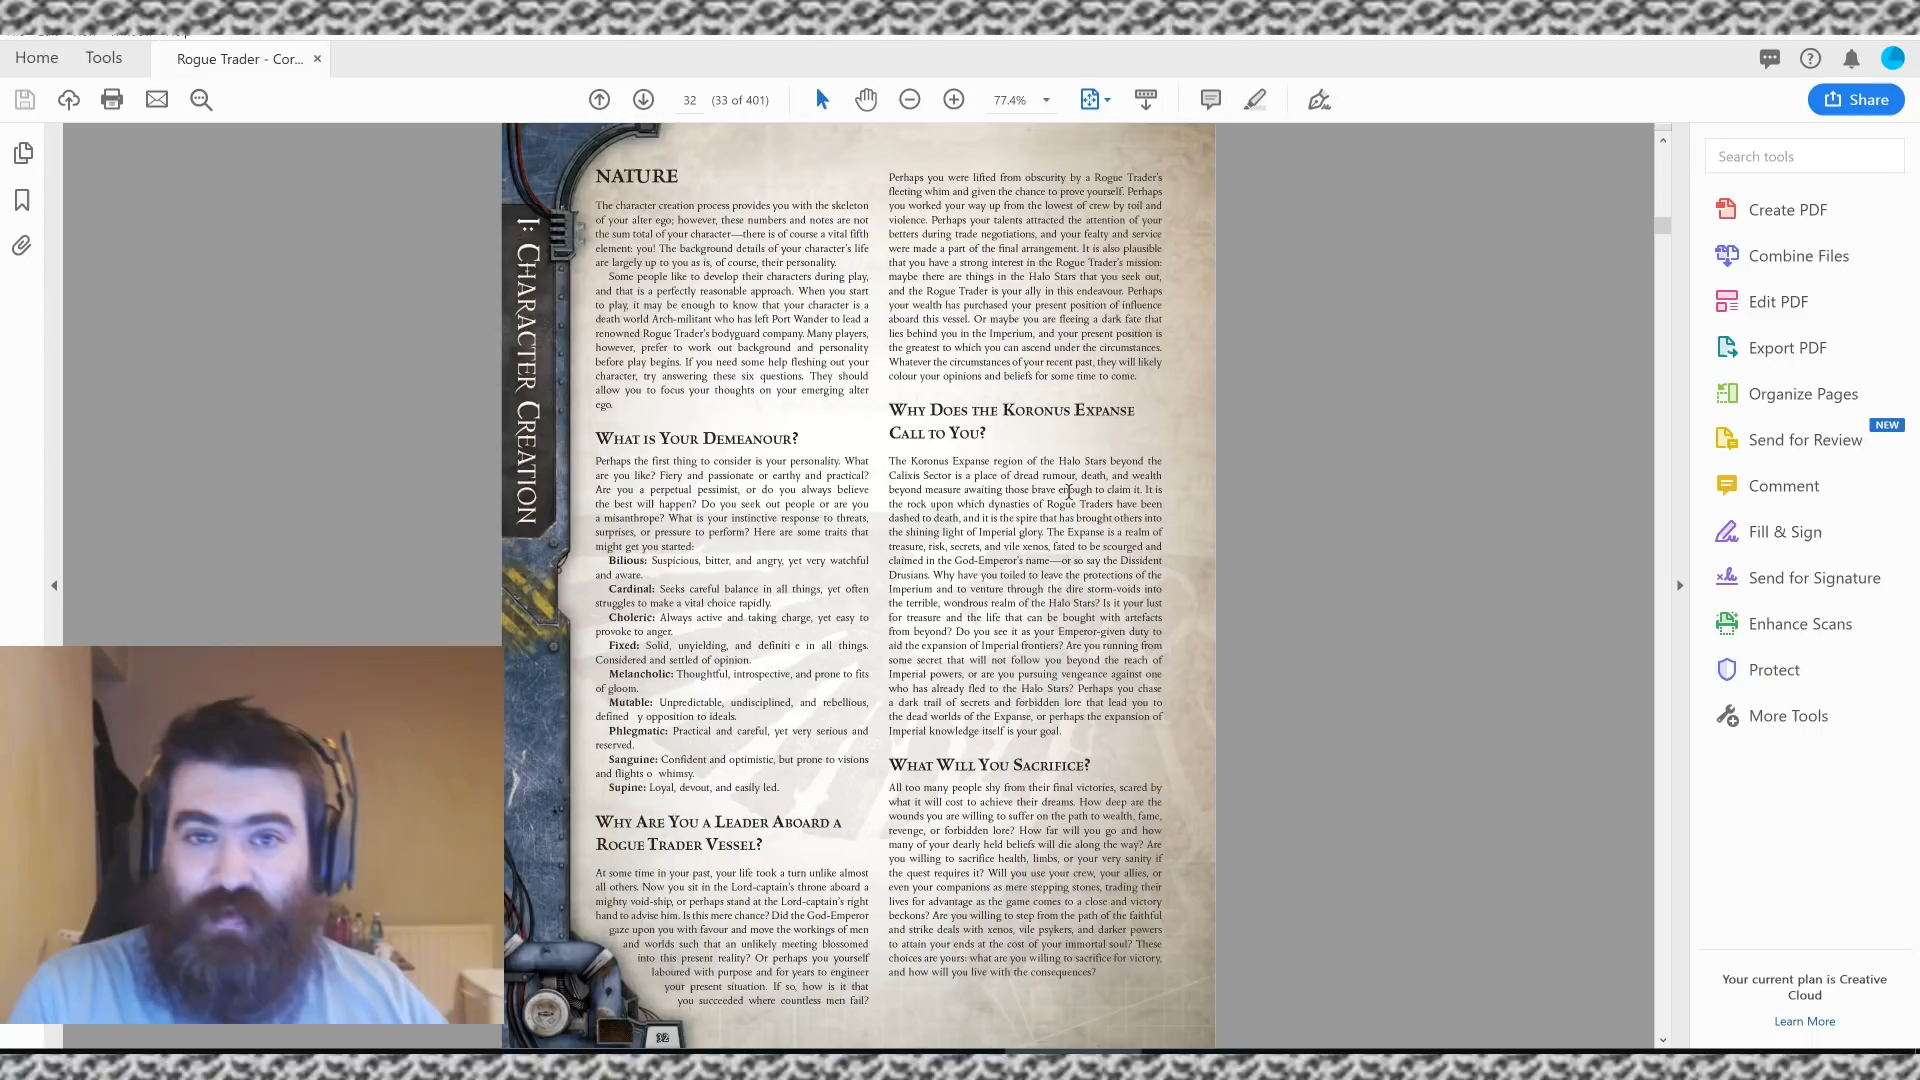 Home
Tools
Rogue Trader - Cor...
32
(33 of 401)
77.4%
Share
I: Character Creation
NATURE
The character creation process provides you with the skeleton
of your alter ego; however, these numbers and notes are not
the sum total of your character—there is of course a vital fifth
element: you! The background details of your character's life
are largely up to you as is, of course, their personality.
Some people like to develop their characters during play,
and that is a perfectly reasonable approach. When you start
to play, it may be enough to know that your character is a
death world Arch-militant who has left Port Wander to lead a
renowned Rogue Trader's bodyguard company. Many players,
however, prefer to work out background and personality
before play begins. If you need some help fleshing out your
character, try answering these six questions. They should
allow you to focus your thoughts on your emerging alter
ego.
What is Your Demeanour?
Perhaps the first thing to consider is your personality. What
are you like? Fiery and passionate or earthy and practical?
Are you a perpetual pessimist, or do you always believe
the best will happen? Do you seek out people or are you
a misanthrope? What is your instinctive response to threats,
surprises, or pressure to perform? Here are some traits that
might get you started:
Bilious: Suspicious, bitter, and angry, yet very watchful
and aware.
Cardinal: Seeks careful balance in all things, yet often
struggles to make a vital choice rapidly.
Choleric: Always active and taking charge, yet easy to
provoke to anger.
Fixed: Solid, unyielding, and definiti e in all things.
Considered and settled of opinion.
Melancholic: Thoughtful, introspective, and prone to fits
of gloom.
Mutable: Unpredictable, undisciplined, and rebellious,
defined y opposition to ideals.
Phlegmatic: Practical and careful, yet very serious and
reserved.
Sanguine: Confident and optimistic, but prone to visions
and flights o whimsy.
Supine: Loyal, devout, and easily led.
Why Are You a Leader Aboard a
Rogue Trader Vessel?
At some time in your past, your life took a turn unlike almost
all others. Now you sit in the Lord-captain's throne aboard a
mighty void-ship, or perhaps stand at the Lord-captain's right
hand to advise him. Is this mere chance? Did the God-Emperor
gaze upon you with favour and move the workings of men
and worlds such that an unlikely meeting blossomed
into this present reality? Or perhaps you yourself
laboured with purpose and for years to engineer
your present situation. If so, how is it that
you succeeded where countless men fail?
32
Perhaps you were lifted from obscurity by a Rogue Trader's
fleeting whim and given the chance to prove yourself. Perhaps
you worked your way up from the lowest of crew by toil and
violence. Perhaps your talents attracted the attention of your
betters during trade negotiations, and your fealty and service
were made a part of the final arrangement. It is also plausible
that you have a strong interest in the Rogue Trader's mission:
maybe there are things in the Halo Stars that you seek out,
and the Rogue Trader is your ally in this endeavour. Perhaps
your wealth has purchased your present position of influence
aboard this vessel. Or maybe you are fleeing a dark fate that
lies behind you in the Imperium, and your present position is
the greatest to which you can ascend under the circumstances.
Whatever the circumstances of your recent past, they will likely
colour your opinions and beliefs for some time to come.
Why Does the Koronus Expanse
Call to You?
The Koronus Expanse region of the Halo Stars beyond the
Calixis Sector is a place of dread rumour, death, and wealth
beyond measure awaiting those brave enough to claim it. It is
the rock upon which dynasties of Rogue Traders have been
dashed to death, and it is the spire that has brought others into
the shining light of Imperial glory. The Expanse is a realm of
treasure, risk, secrets, and vile xenos, fated to be scourged and
claimed in the God-Emperor's name—or so say the Dissident
Drusians. Why have you toiled to leave the protections of the
Imperium and to venture through the dire storm-voids into
the terrible, wondrous realm of the Halo Stars? Is it your lust
for treasure and the life that can be bought with artefacts
from beyond? Do you see it as your Emperor-given duty to
aid the expansion of Imperial frontiers? Are you running from
some secret that will not follow you beyond the reach of
Imperial powers, or are you pursuing vengeance against one
who has already fled to the Halo Stars? Perhaps you chase
a dark trail of secrets and forbidden lore that lead you to
the dead worlds of the Expanse, or perhaps the expansion of
Imperial knowledge itself is your goal.
What Will You Sacrifice?
All too many people shy from their final victories, scared by
what it will cost to achieve their dreams. How deep are the
wounds you are willing to suffer on the path to wealth, fame,
revenge, or forbidden lore? How far will you go and how
many of your dearly held beliefs will die along the way? Are
you willing to sacrifice health, limbs, or your very sanity if
the quest requires it? Will you use your crew, your allies, or
even your companions as mere stepping stones, trading their
lives for advantage as the game comes to a close and victory
beckons? Are you willing to step from the path of the faithful
and strike deals with xenos, vile psykers, and darker powers
to attain your ends at the cost of your immortal soul? These
choices are yours: what are you willing to sacrifice for victory,
and how will you live with the consequences?
Search tools
Create PDF
Combine Files
Edit PDF
Export PDF
Organize Pages
Send for Review
NEW
Comment
Fill & Sign
Send for Signature
Enhance Scans
Protect
More Tools
Your current plan is Creative
Cloud
Learn More